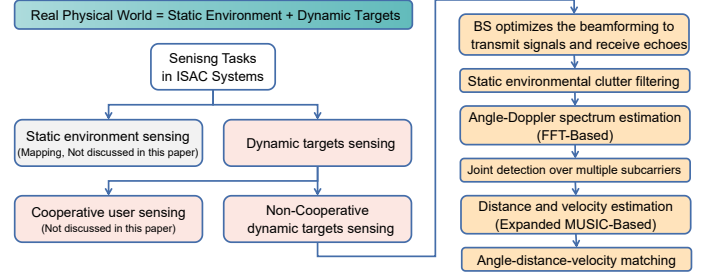 Real Physical World = Static Environment + Dynamic Targets
Senisng Tasks
in ISAC Systems
Static environment sensing
(Mapping, Not discussed in this paper)
Dynamic targets sensing
Cooperative user sensing
(Not discussed in this paper)
Non-Cooperative
dynamic targets sensing
BS optimizes the beamforming to
transmit signals and receive echoes
Static environmental clutter filtering
Angle-Doppler spectrum estimation
(FFT-Based)
Joint detection over multiple subcarriers
Distance and velocity estimation
(Expanded MUSIC-Based)
Angle-distance-velocity matching